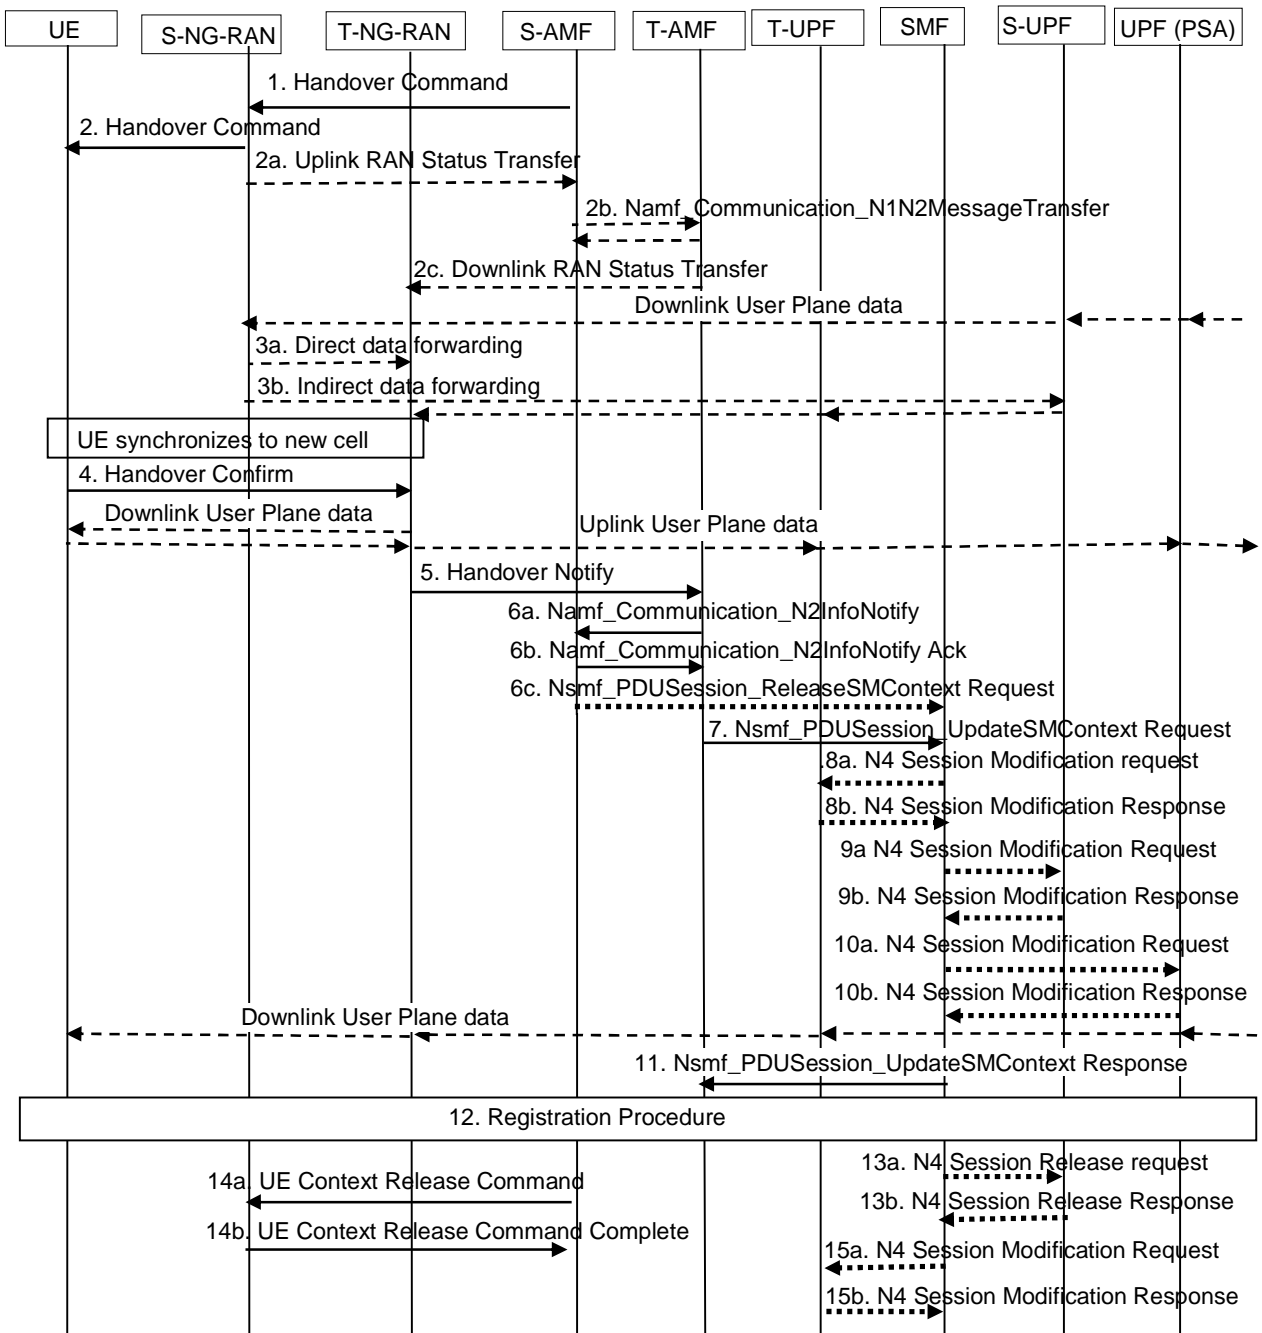 UE
S-NG-RAN
T-NG-RAN
S-AMF
T-AMF
T-UPF
SMF
S-UPF
UPF (PSA)
1. Handover Command
2. Handover Command
2a. Uplink RAN Status Transfer
2b. Namf_Communication_N1N2MessageTransfer
2c. Downlink RAN Status Transfer
Downlink User Plane data
3a. Direct data forwarding
3b. Indirect data forwarding
UE synchronizes to new cell
4. Handover Confirm
Downlink User Plane data
Uplink User Plane data
5. Handover Notify
6a. Namf_Communication_N2InfoNotify
6b. Namf_Communication_N2InfoNotify Ack
6c. Nsmf_PDUSession_ReleaseSMContext Request
7. Nsmf_PDUSession_UpdateSMContext Request
.8a. N4 Session Modification request
8b. N4 Session Modification Response
9a N4 Session Modification Request
9b. N4 Session Modification Response
10a. N4 Session Modification Request
10b. N4 Session Modification Response
Downlink User Plane data
11. Nsmf_PDUSession_UpdateSMContext Response
12. Registration Procedure
13a. N4 Session Release request
14a. UE Context Release Command
13b. N4 Session Release Response
14b. UE Context Release Command Complete
15a. N4 Session Modification Request
15b. N4 Session Modification Response